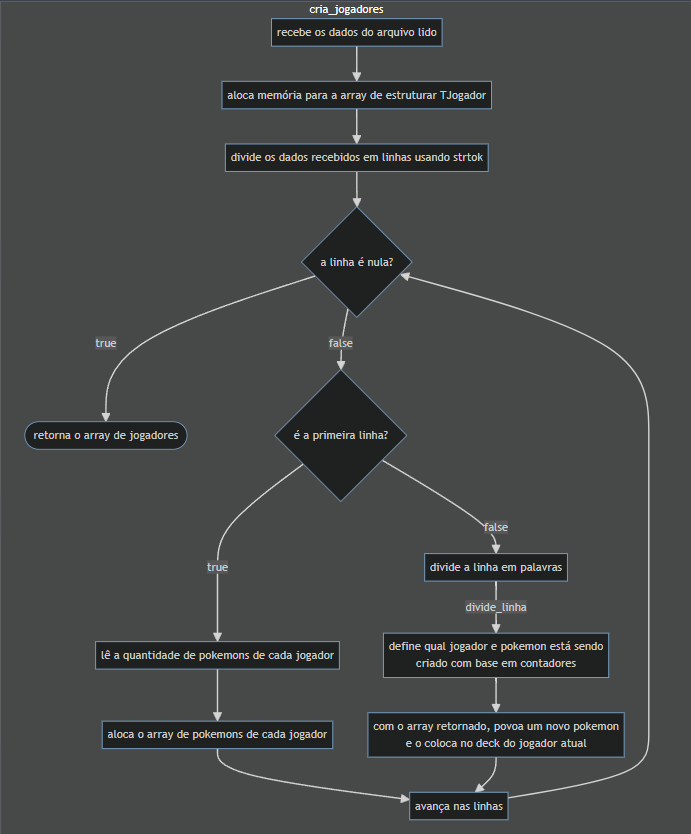 cria_jogadores
recebe os dados do arquivo lido
aloca memória para a array de estruturar TJogador
divide os dados recebidos em linhas usando strtok
a linha é nula?
true
false
retorna o array de jogadores
é a primeira linha?
false
true
divide a linha em palavras
divide_linha
define qual jogador e pokemon está sendo
criado com base em contadores
lê a quantidade de pokemons de cada jogador
aloca o array de pokemons de cada jogador
com o array retornado, povoa um novo pokemon
e o coloca no deck do jogador atual
avança nas linhas